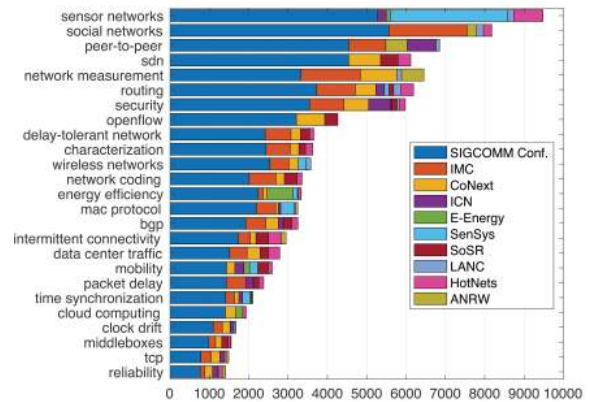 sensor networks
social networks
peer-to-peer
sdn
network measurement
routing
security
openflow
delay-tolerant network
characterization
wireless networks
network coding
energy efficiency
mac protocol
bgp
intermittent connectivity
data center traffic
mobility
packet delay
time synchronization
cloud computing
clock drift
middleboxes
tcp
reliability
SIGCOMM Conf.
IMC
CoNext
ICN
E-Energy
SenSys
SoSR
LANC
HotNets
ANRW
0 1000 2000 3000 4000 5000 6000 7000 8000 9000 10000